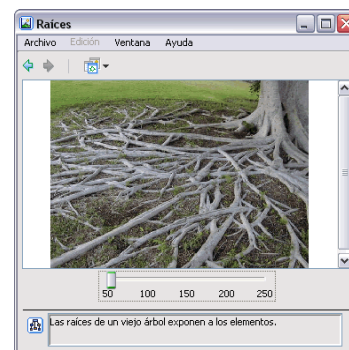 Raíces
Archivo Edición Ventana Ayuda
50 100 150 200 250
Las raíces de un viejo árbol exponen a los elementos.